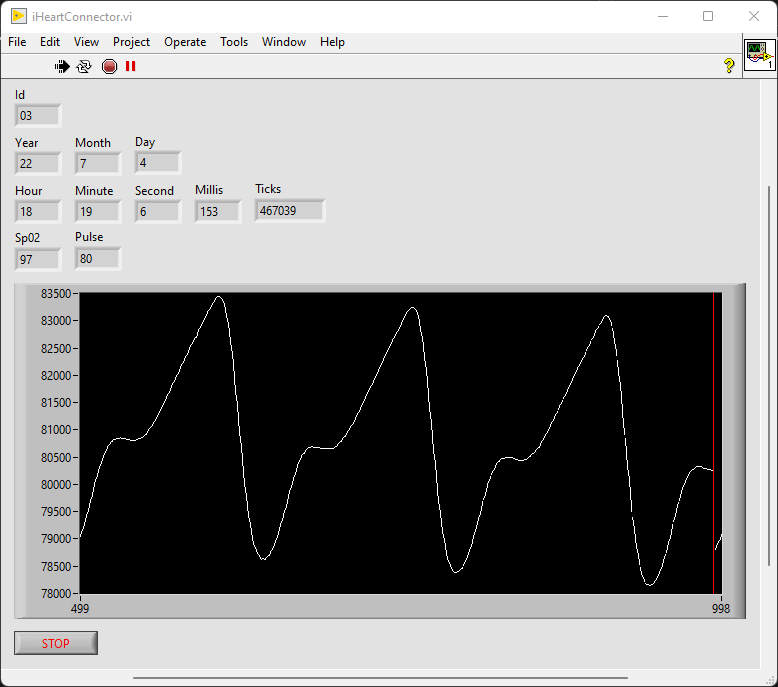 iHeartConnector.vi
File Edit View Project Operate Tools Window Help
?
1
Id
03
Year Month Day
22 7 4
Hour Minute Second Millis Ticks
18 19 6 153 467039
Sp02 Pulse
97 80
83500
83000
82500
82000
81500
81000
80500
80000
79500
79000
78500
78000
499 998
STOP